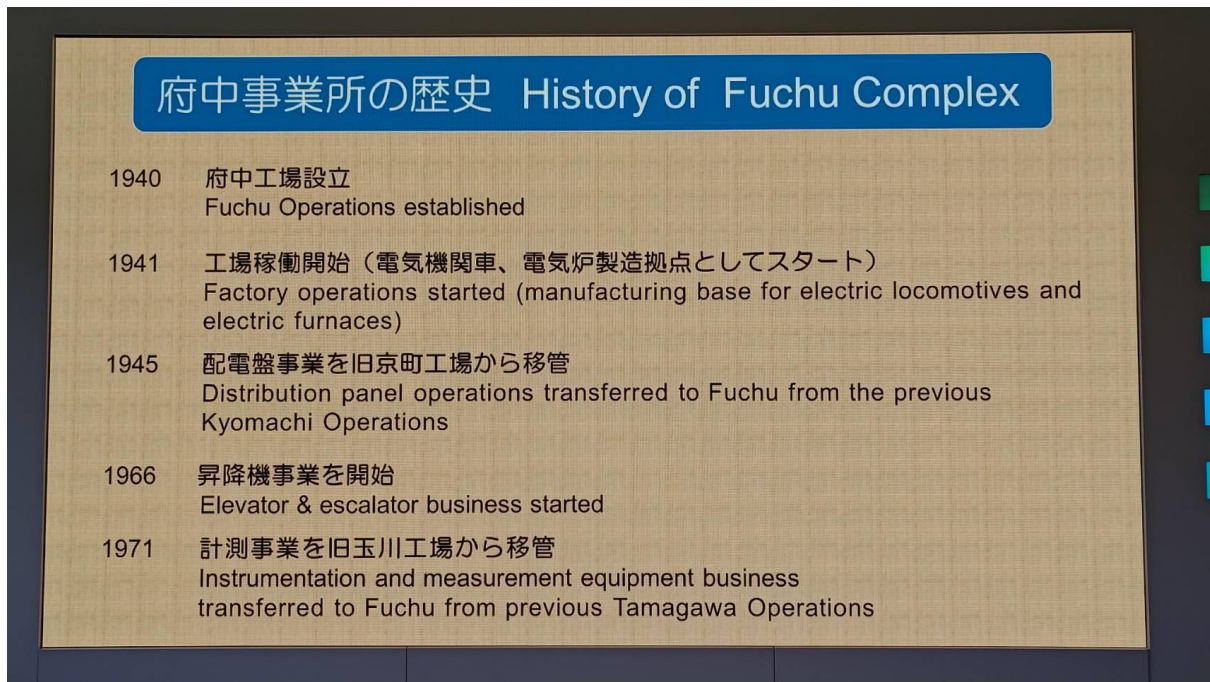 府中事業所の歴史 History of Fuchu Complex
1940 府中工場設立
Fuchu Operations established
1941 工場稼働開始（電気機関車、電気炉製造拠点としてスタート）
Factory operations started (manufacturing base for electric locomotives and
electric furnaces)
1945 配電盤事業を旧京町工場から移管
Distribution panel operations transferred to Fuchu from the previous
Kyomachi Operations
1966 昇降機事業を開始
Elevator & escalator business started
1971 計測事業を旧玉川工場から移管
Instrumentation and measurement equipment business
transferred to Fuchu from previous Tamagawa Operations